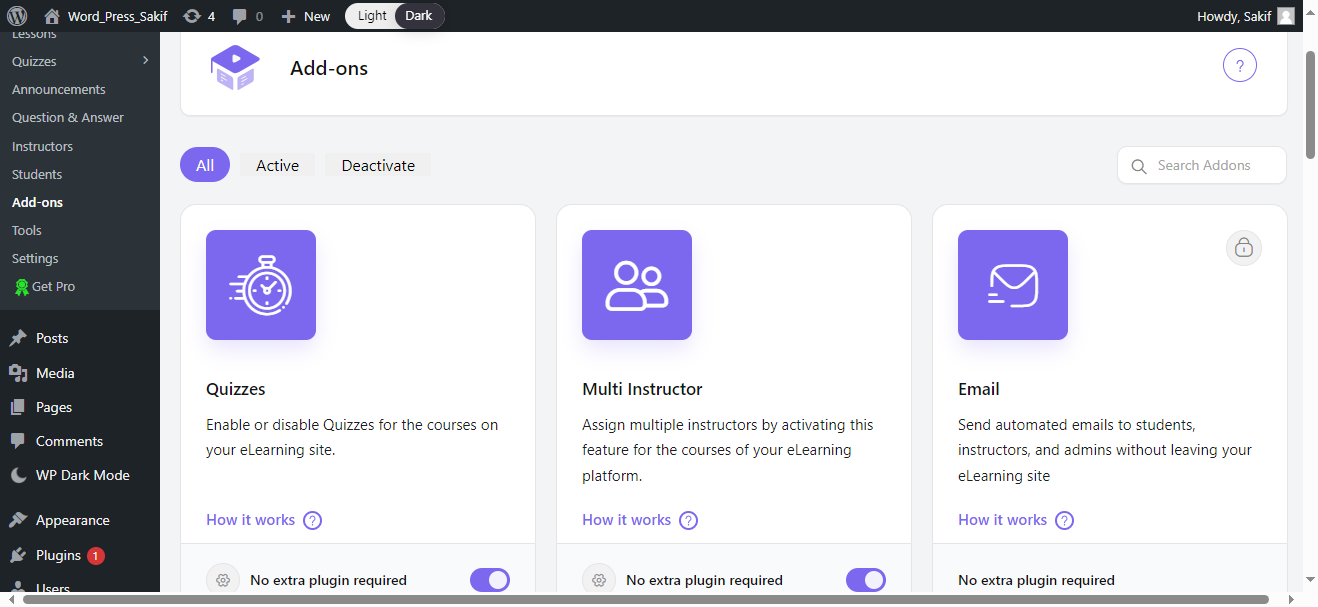 Word_Press_Sakif
4
0
New
Light
Dark
Howdy, Sakif
Lessons
Quizzes
Announcements
Question & Answer
Instructors
Students
Add-ons
Tools
Settings
Get Pro
Posts
Media
Pages
Comments
WP Dark Mode
Appearance
Plugins 1
Users
Add-ons
?
All
Active
Deactivate
Search Addons
Quizzes
Enable or disable Quizzes for the courses on
your eLearning site.
How it works ?
No extra plugin required
Multi Instructor
Assign multiple instructors by activating this
feature for the courses of your eLearning
platform.
How it works ?
No extra plugin required
Email
Send automated emails to students,
instructors, and admins without leaving your
eLearning site
How it works ?
No extra plugin required